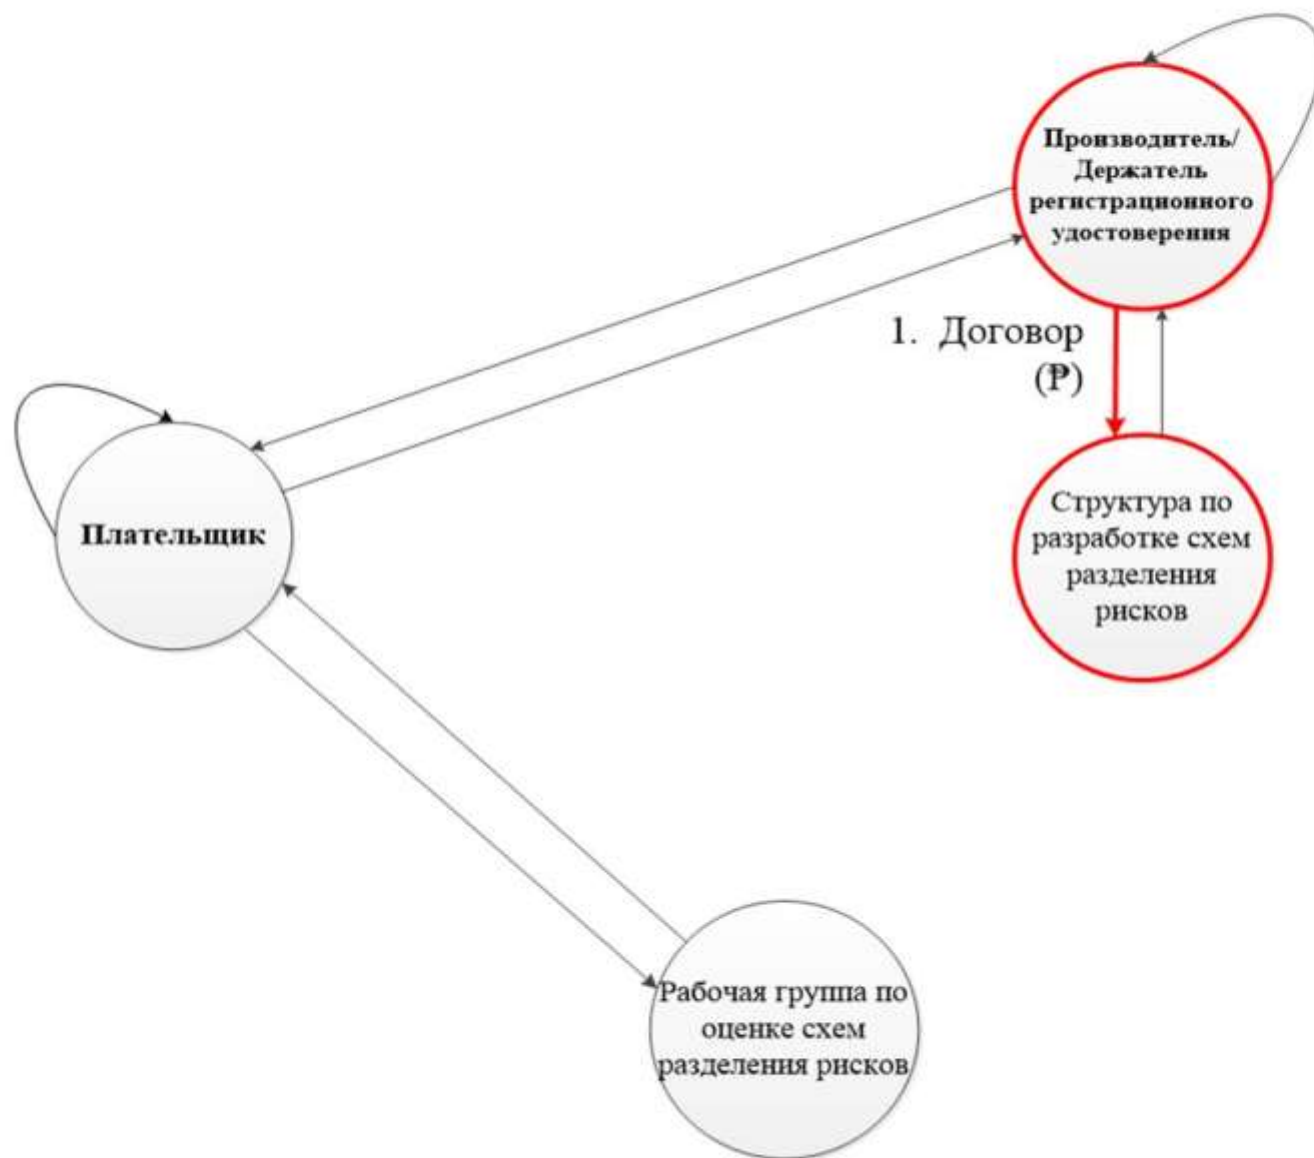 Производитель/
Держатель
регистрационного
удостоверения
1. Договор
(₱)
Плательщик
Структура по
разработке схем
разделения
рисков
Рабочая группа по
оценке схем
разделения рисков